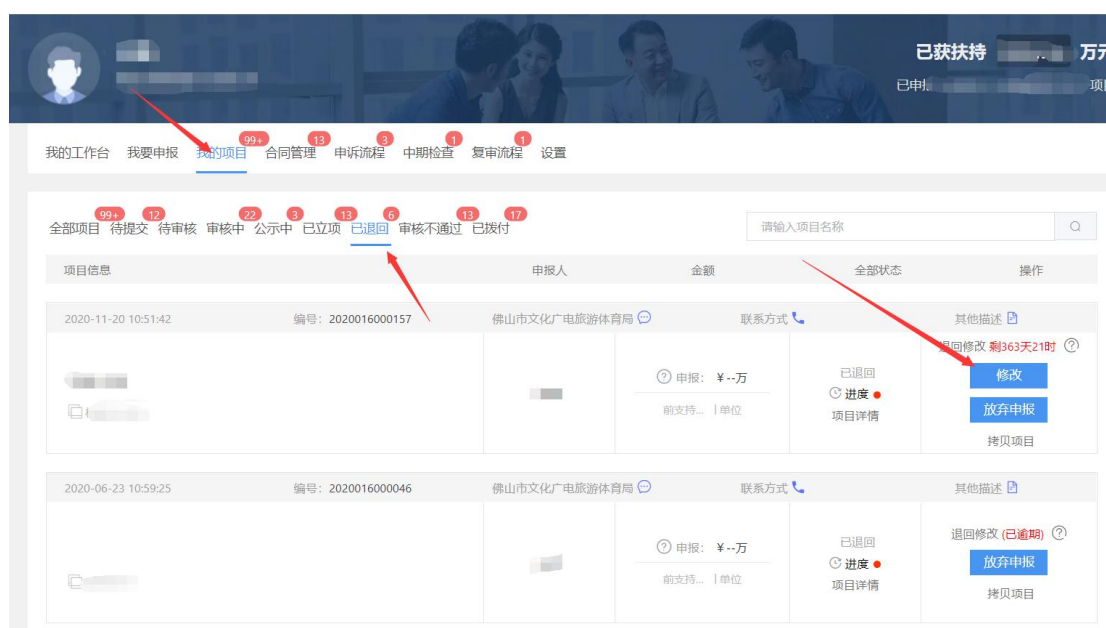 已获扶持 万元
已申 项
我的工作台 我要申报 我的项目 99+ 合同管理 13 申诉流程 3 中期检查 1 复审流程 1 设置
全部项目 99+ 待提交 12 待审核 审核中 22 公示中 3 已立项 13 已退回 6 审核不通过 13 已拨付 17
请输入项目名称
项目信息 申报人 金额 全部状态 操作
2020-11-20 10:51:42 编号：2020016000157 佛山市文化广电旅游体育局 联系方式 其他描述
退回修改 剩363天21时
申报： ¥--万 已退回 修改
进度
前支持... | 单位 项目详情 放弃申报
拷贝项目
2020-06-23 10:59:25 编号：2020016000046 佛山市文化广电旅游体育局 联系方式 其他描述
退回修改 (已逾期)
申报： ¥--万 已退回
进度 放弃申报
前支持... | 单位 项目详情
拷贝项目